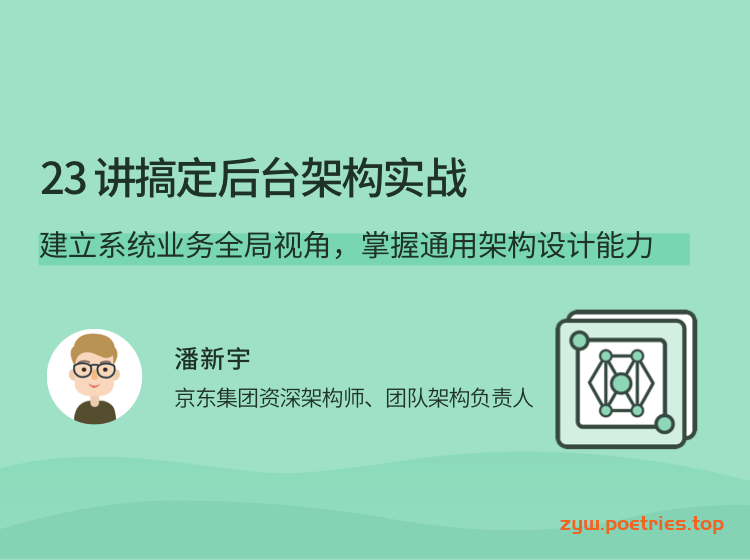 23 讲搞定后台架构实战
建立系统业务全局视角，掌握通用架构设计能力
潘新宇
京东集团资深架构师、团队架构负责人
zyw.poetries.top